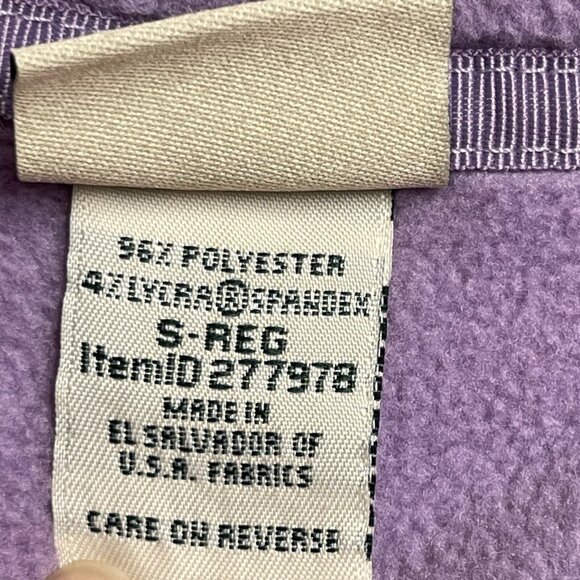 96% POLYESTER
4% LYCRA® SPANDEX
S-REG
ItemID 277978
MADE IN
EL SALVADOR OF
U.S.A. FABRICS
CARE ON REVERSE